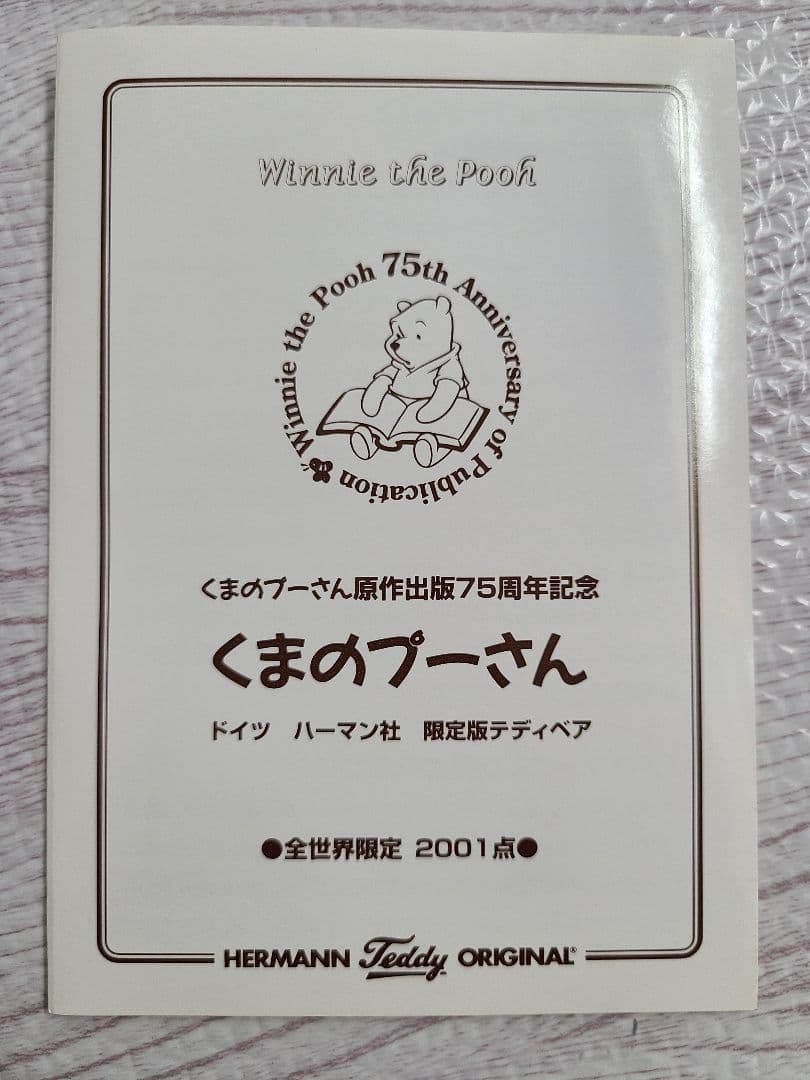 Winnie the Pooh
Winnie the Pooh 75th Anniversary of Publication
くまのプーさん原作出版75周年記念
くまのプーさん
ドイツ　ハーマン社　限定版テディベア
●全世界限定 2001点●
HERMANN Teddy ORIGINAL®